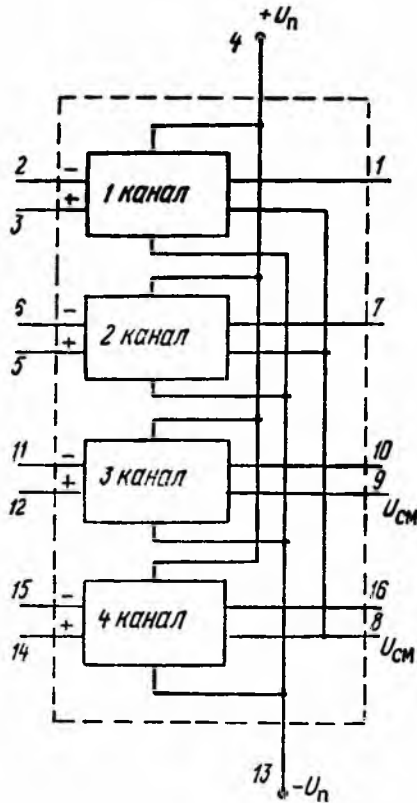 +Uп
4
2 − 1 канал 1
3 +
6 − 2 канал 7
5 +
11 − 3 канал 10
12 + 9
Uсм
15 − 4 канал 16
14 + 8
Uсм
13 −Uп